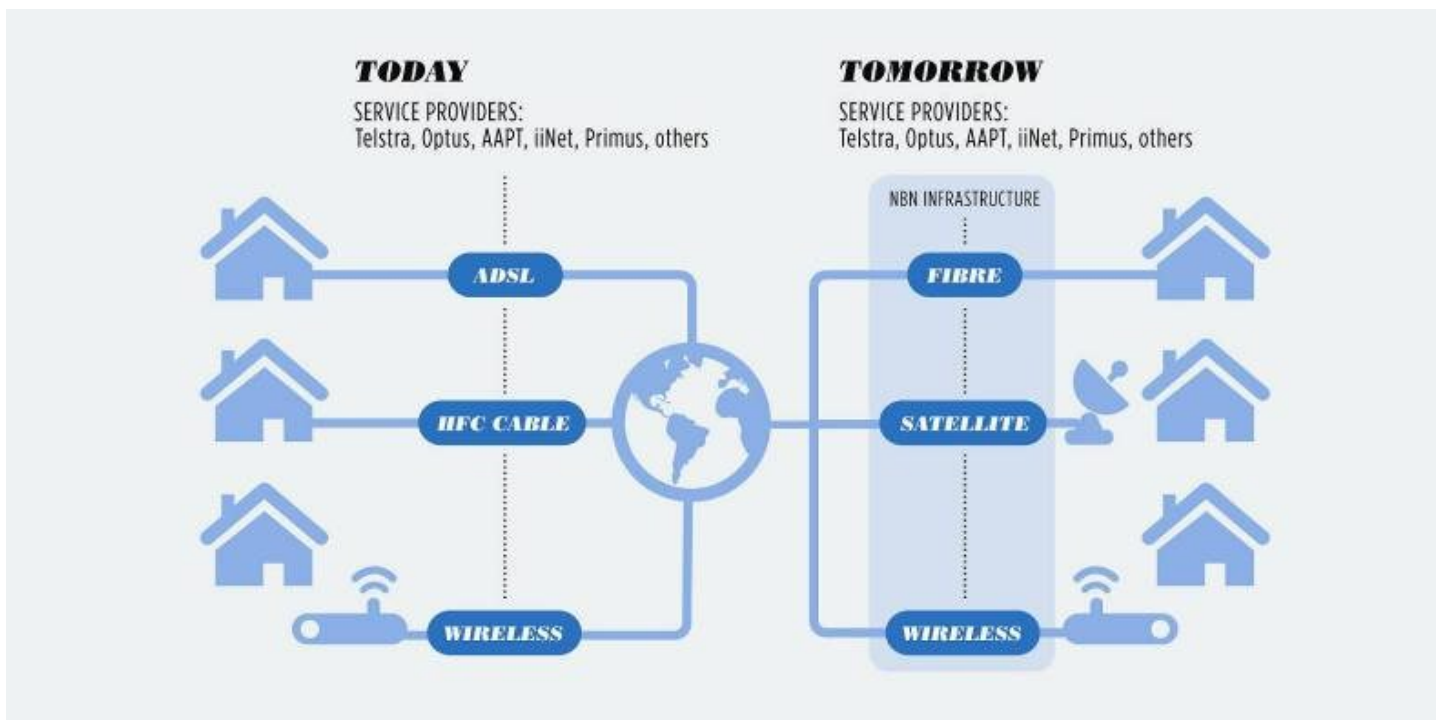 TODAY
SERVICE PROVIDERS:
Telstra, Optus, AAPT, iiNet, Primus, others
ADSL
HFC CABLE
WIRELESS
TOMORROW
SERVICE PROVIDERS:
Telstra, Optus, AAPT, iiNet, Primus, others
NBN INFRASTRUCTURE
FIBRE
SATELLITE
WIRELESS